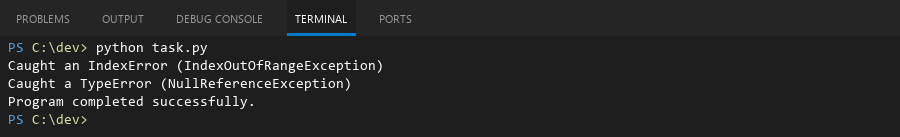 PROBLEMS OUTPUT DEBUG CONSOLE TERMINAL PORTS
PS C:\dev> python task.py
Caught an IndexError (IndexOutOfRangeException)
Caught a TypeError (NullReferenceException)
Program completed successfully.
PS C:\dev>